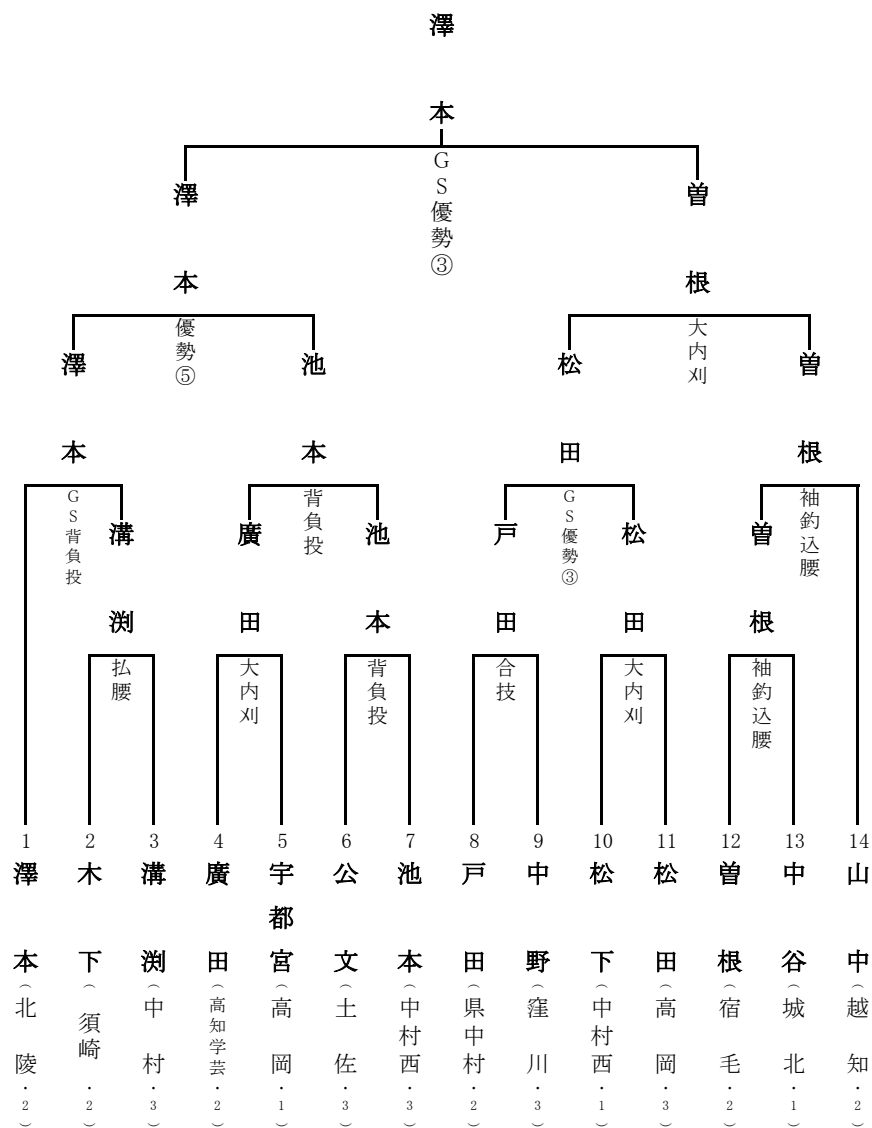 澤本
GS優勢③
澤本
曽根
優勢⑤
大内刈
澤本
池本
松田
曽根
GS背負投
背負投
GS優勢③
袖釣込腰
溝渕
廣田
池本
戸田
松田
曽根
払腰
大内刈
背負投
合技
大内刈
袖釣込腰
1 澤本（北陵・2）
2 木下（須崎・2）
3 溝渕（中村・3）
4 廣田（高知学芸・2）
5 宇都宮（高岡・1）
6 公文（土佐・3）
7 池本（中村西・3）
8 戸田（県中村・2）
9 中野（窪川・3）
10 松下（中村西・1）
11 松田（高岡・3）
12 曽根（宿毛・2）
13 中谷（城北・1）
14 山中（越知・2）